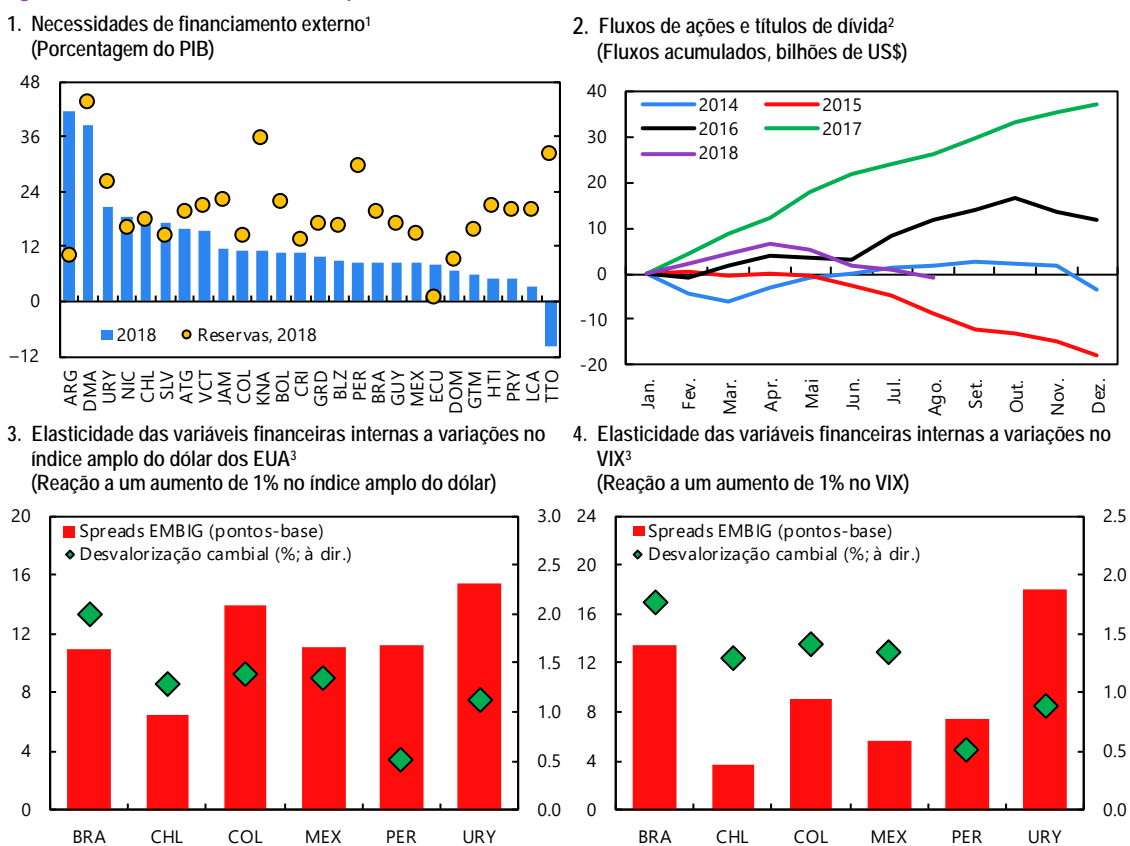 1. Necessidades de financiamento externo¹
(Porcentagem do PIB)
48
36
24
12
0
−12
2018
Reservas, 2018
ARG DMA URY NIC CHL SLV ATG VCT JAM COL KNA BOL CRI GRD BLZ PER BRA GUY MEX ECU DOM GTM HTI PRY LCA TTO
2. Fluxos de ações e títulos de dívida²
(Fluxos acumulados, bilhões de US$)
40
30
20
10
0
-10
-20
2014 2015
2016 2017
2018
Jan. Fev. Mar. Apr. Mai Jun. Jul. Ago. Set. Out. Nov. Dez.
3. Elasticidade das variáveis financeiras internas a variações no
índice amplo do dólar dos EUA³
(Reação a um aumento de 1% no índice amplo do dólar)
20
16
12
8
4
0
Spreads EMBIG (pontos-base)
Desvalorização cambial (%; à dir.)
3.0
2.5
2.0
1.5
1.0
0.5
0.0
BRA CHL COL MEX PER URY
4. Elasticidade das variáveis financeiras internas a variações no
VIX³
(Reação a um aumento de 1% no VIX)
24
20
16
12
8
4
0
Spreads EMBIG (pontos-base)
Desvalorização cambial (%; à dir.)
2.5
2.0
1.5
1.0
0.5
0.0
BRA CHL COL MEX PER URY